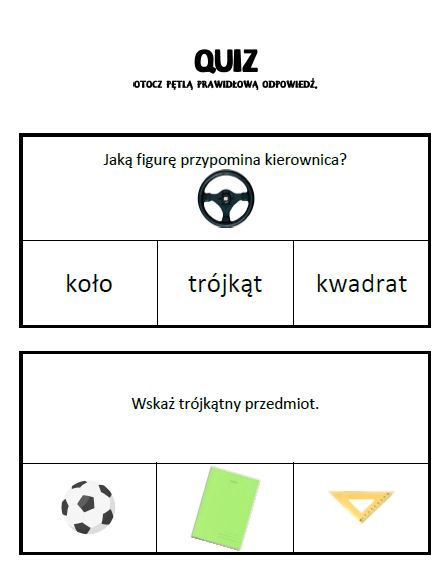 QUIZ
OTOCZ PĘTLĄ PRAWIDŁOWĄ ODPOWIEDŹ.
Jaką figurę przypomina kierownica?
koło trójkąt kwadrat
Wskaż trójkątny przedmiot.